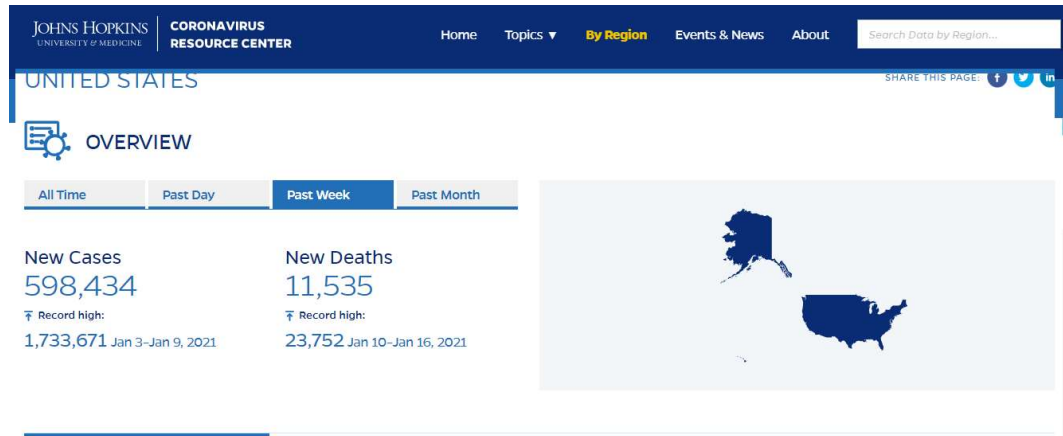 JOHNS HOPKINS
UNIVERSITY & MEDICINE
CORONAVIRUS
RESOURCE CENTER
Home Topics ▼ By Region Events & News About Search Data by Region...
UNITED STATES
SHARE THIS PAGE: f in
OVERVIEW
All Time Past Day Past Week Past Month
New Cases New Deaths
598,434 11,535
Record high: Record high:
1,733,671 Jan 3-Jan 9, 2021 23,752 Jan 10-Jan 16, 2021